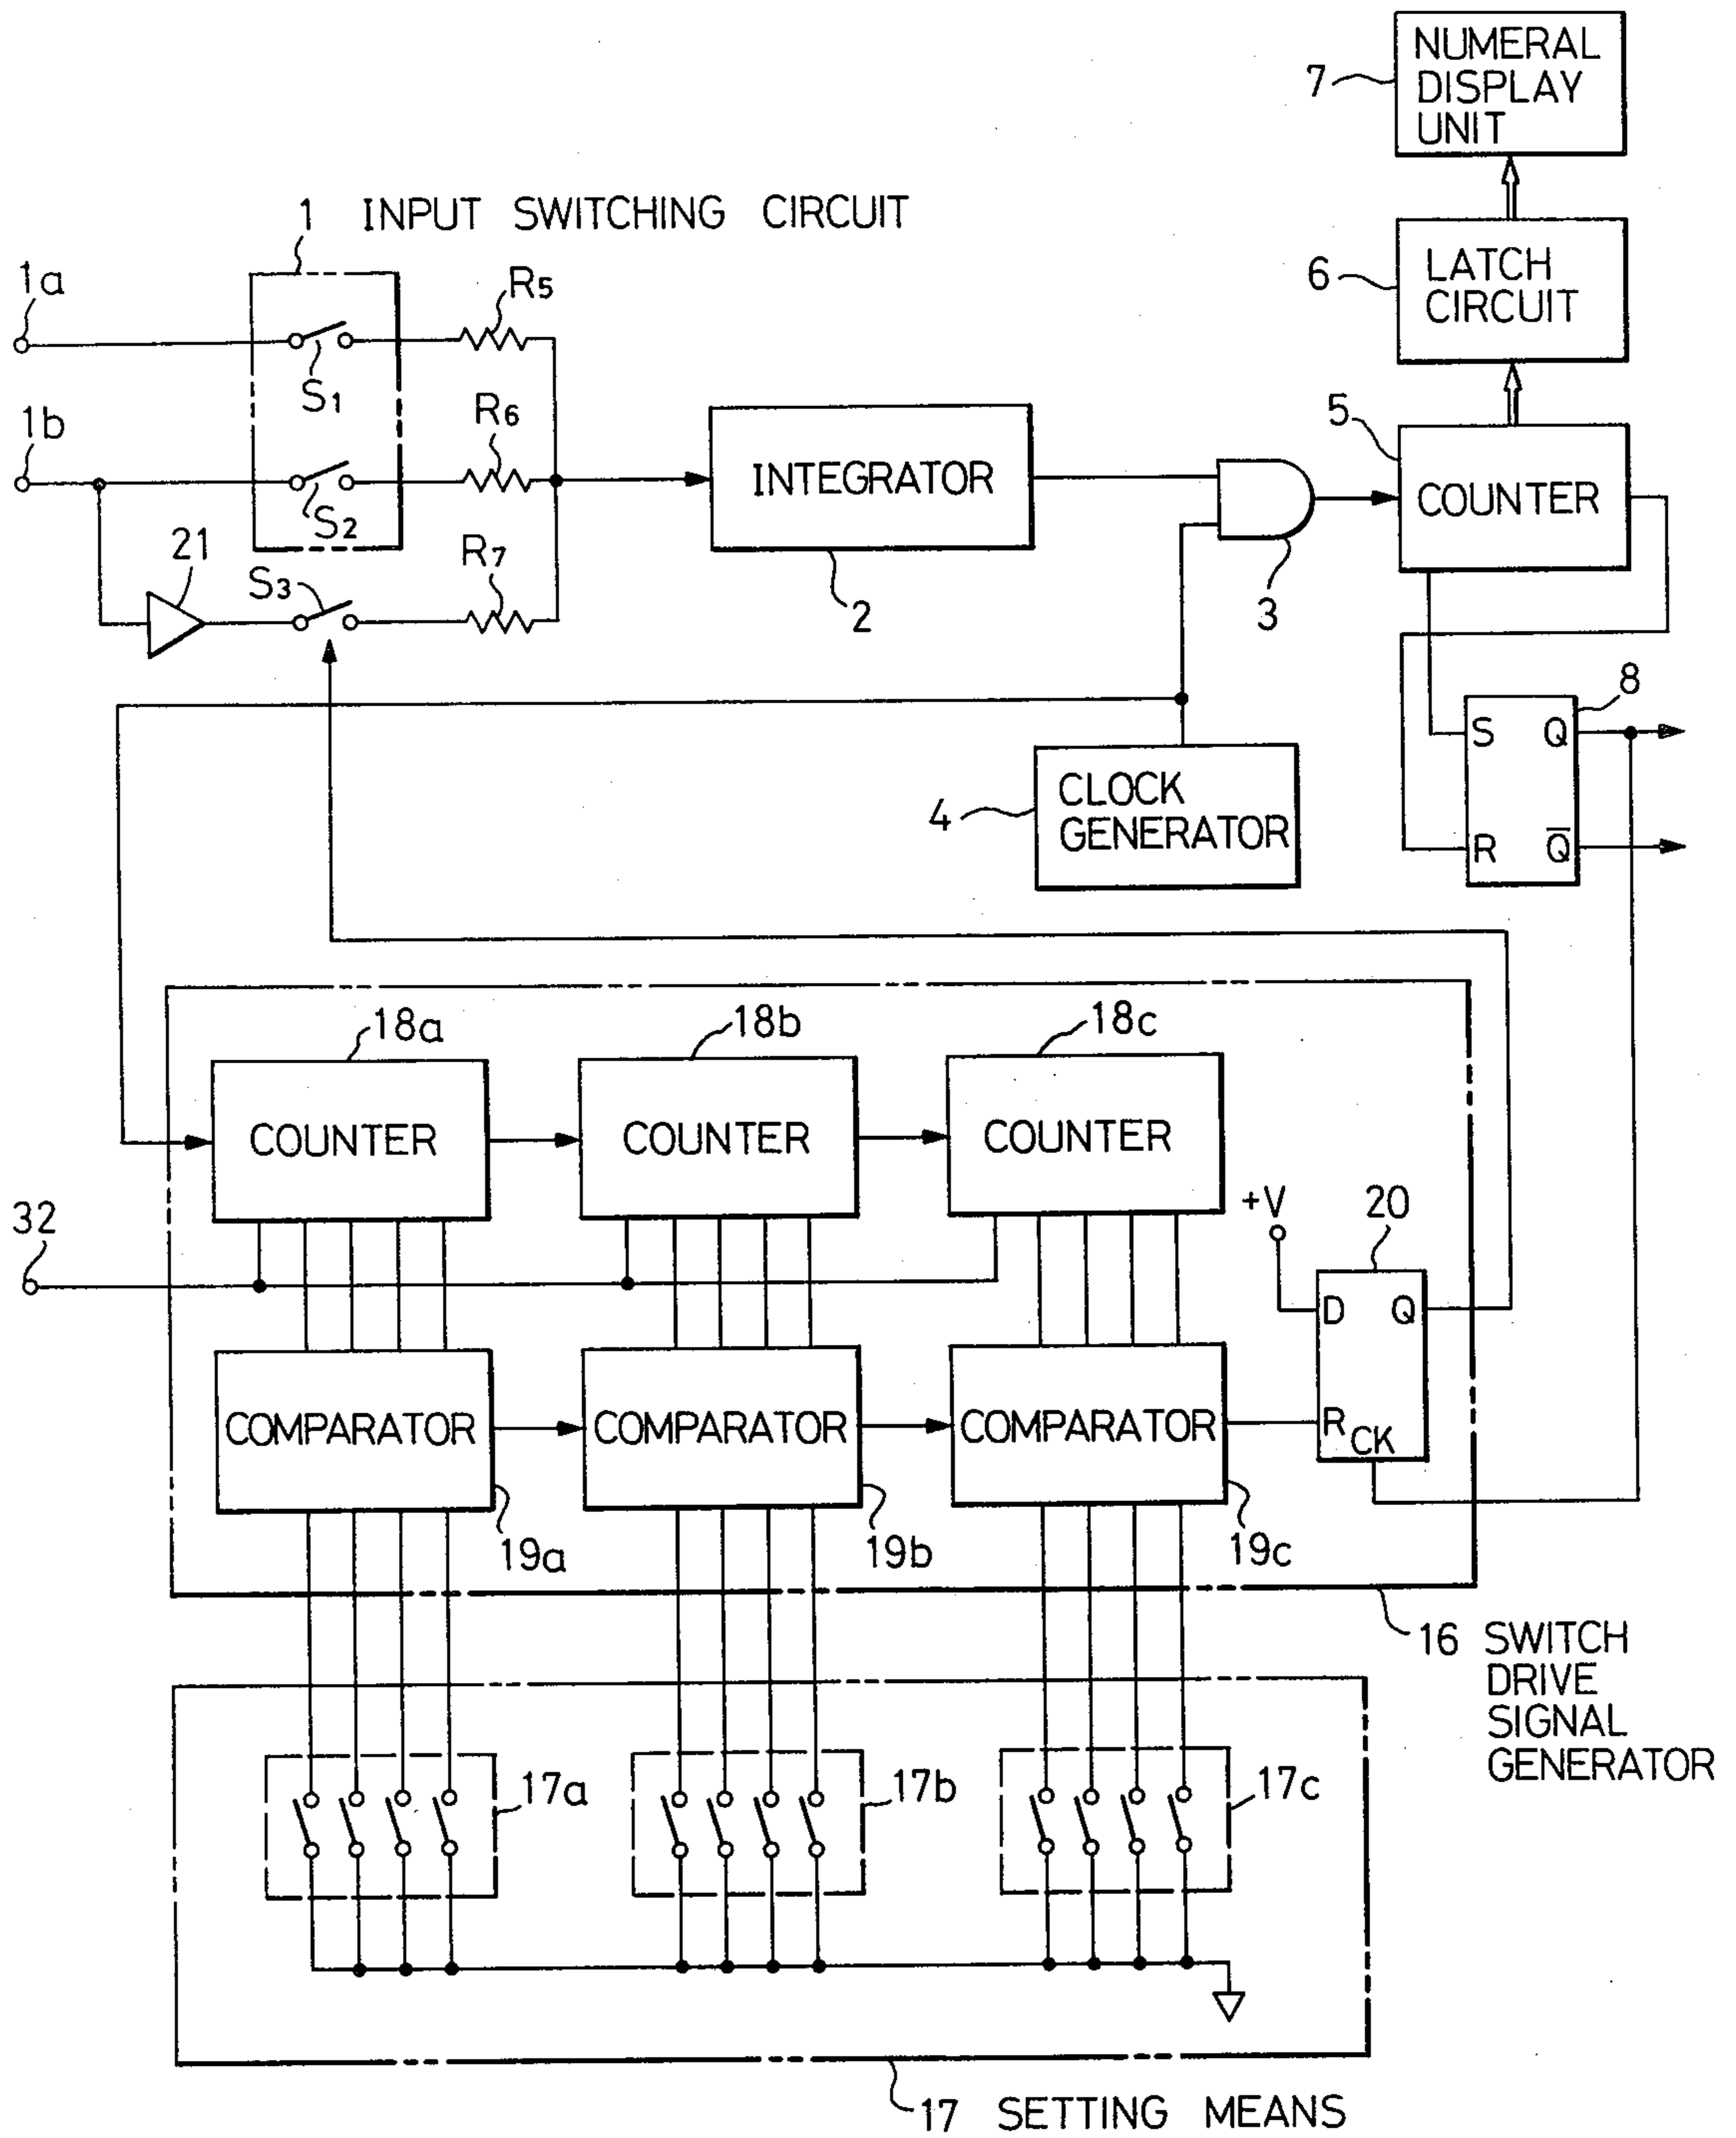 NUMERAL
DISPLAY
UNIT
7
1 INPUT SWITCHING CIRCUIT
LATCH
CIRCUIT
6
1a
R5
S1
1b
R6
5
INTEGRATOR
COUNTER
S2
21
R7
S3
2
3
8
S Q
CLOCK
GENERATOR
4
R Q̅
18a
18b
18c
COUNTER
COUNTER
COUNTER
32
+V
20
D Q
COMPARATOR
COMPARATOR
COMPARATOR
R
CK
19a
19b
19c
16 SWITCH
DRIVE
SIGNAL
GENERATOR
17a
17b
17c
17 SETTING MEANS